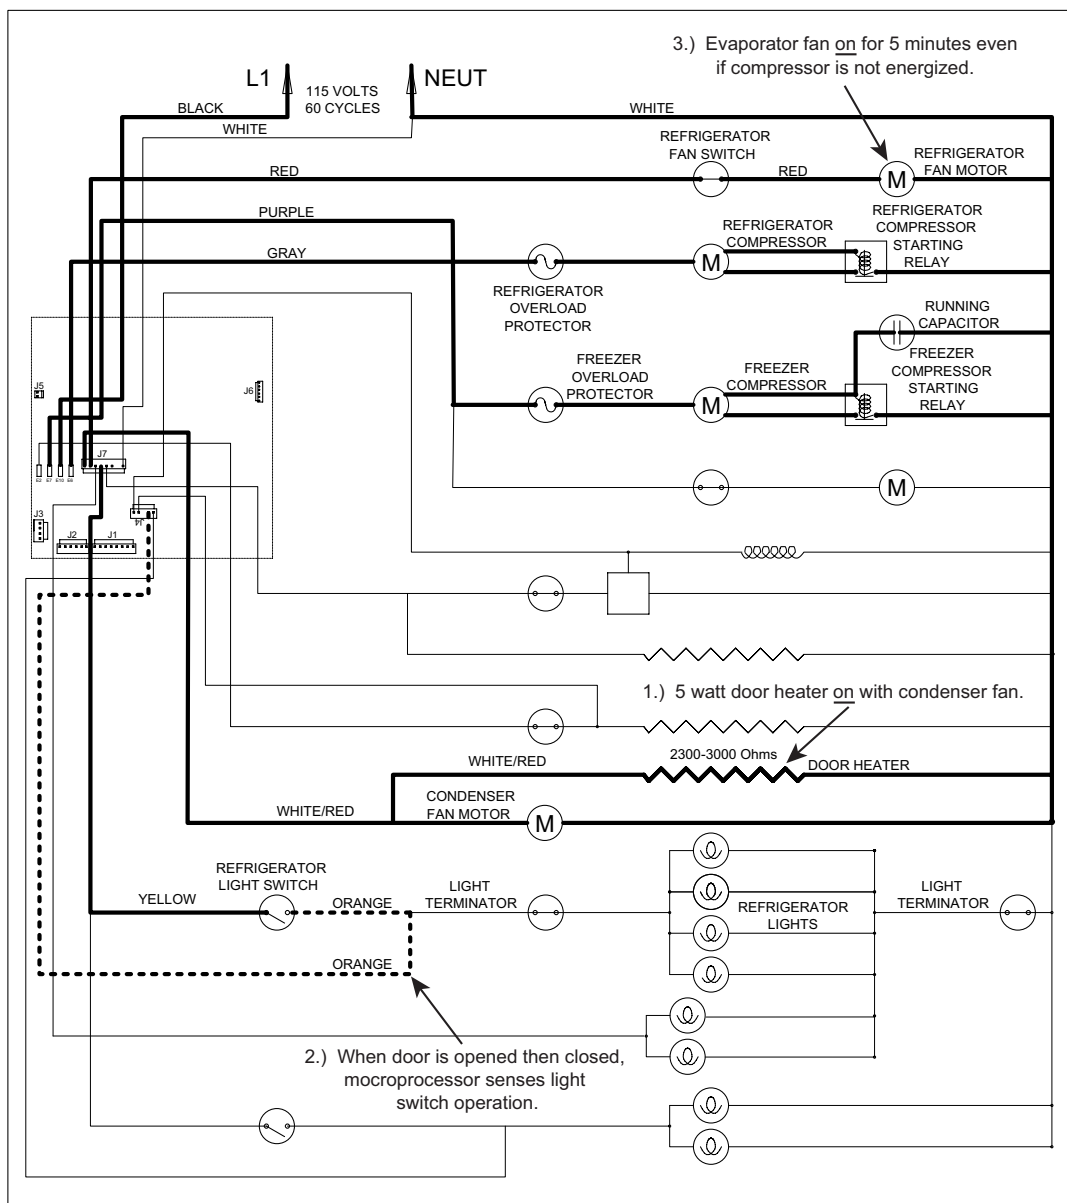 3.) Evaporator fan on for 5 minutes even
if compressor is not energized.
L1
115 VOLTS
60 CYCLES
NEUT
BLACK
WHITE
WHITE
REFRIGERATOR
FAN SWITCH
RED
RED
REFRIGERATOR
FAN MOTOR
M
PURPLE
REFRIGERATOR
COMPRESSOR
REFRIGERATOR
COMPRESSOR
STARTING
RELAY
GRAY
M
REFRIGERATOR
OVERLOAD
PROTECTOR
RUNNING
CAPACITOR
FREEZER
OVERLOAD
PROTECTOR
FREEZER
COMPRESSOR
FREEZER
COMPRESSOR
STARTING
RELAY
M
J5
J6
J7
E3
E7
E10
E8
M
J4
J3
J2
J1
1.) 5 watt door heater on with condenser fan.
WHITE/RED
2300-3000 Ohms
DOOR HEATER
WHITE/RED
CONDENSER
FAN MOTOR
M
REFRIGERATOR
LIGHT SWITCH
YELLOW
ORANGE
LIGHT
TERMINATOR
REFRIGERATOR
LIGHTS
LIGHT
TERMINATOR
ORANGE
2.) When door is opened then closed,
mocroprocessor senses light
switch operation.